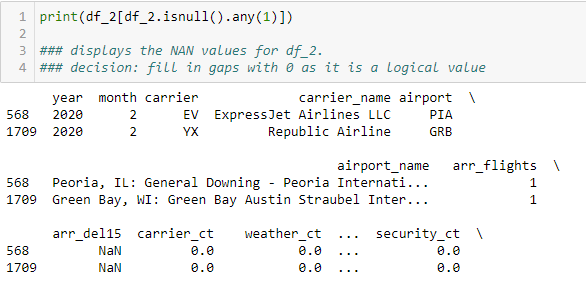 1 print(df_2[df_2.isnull().any(1)])
2
3 ### displays the NAN values for df_2.
4 ### decision: fill in gaps with 0 as it is a logical value
year month carrier carrier_name airport \
568 2020 2 EV ExpressJet Airlines LLC PIA
1709 2020 2 YX Republic Airline GRB
airport_name arr_flights \
568 Peoria, IL: General Downing - Peoria Internati... 1
1709 Green Bay, WI: Green Bay Austin Straubel Inter... 1
arr_del15 carrier_ct weather_ct ... security_ct \
568 NaN 0.0 0.0 ... 0.0
1709 NaN 0.0 0.0 ... 0.0